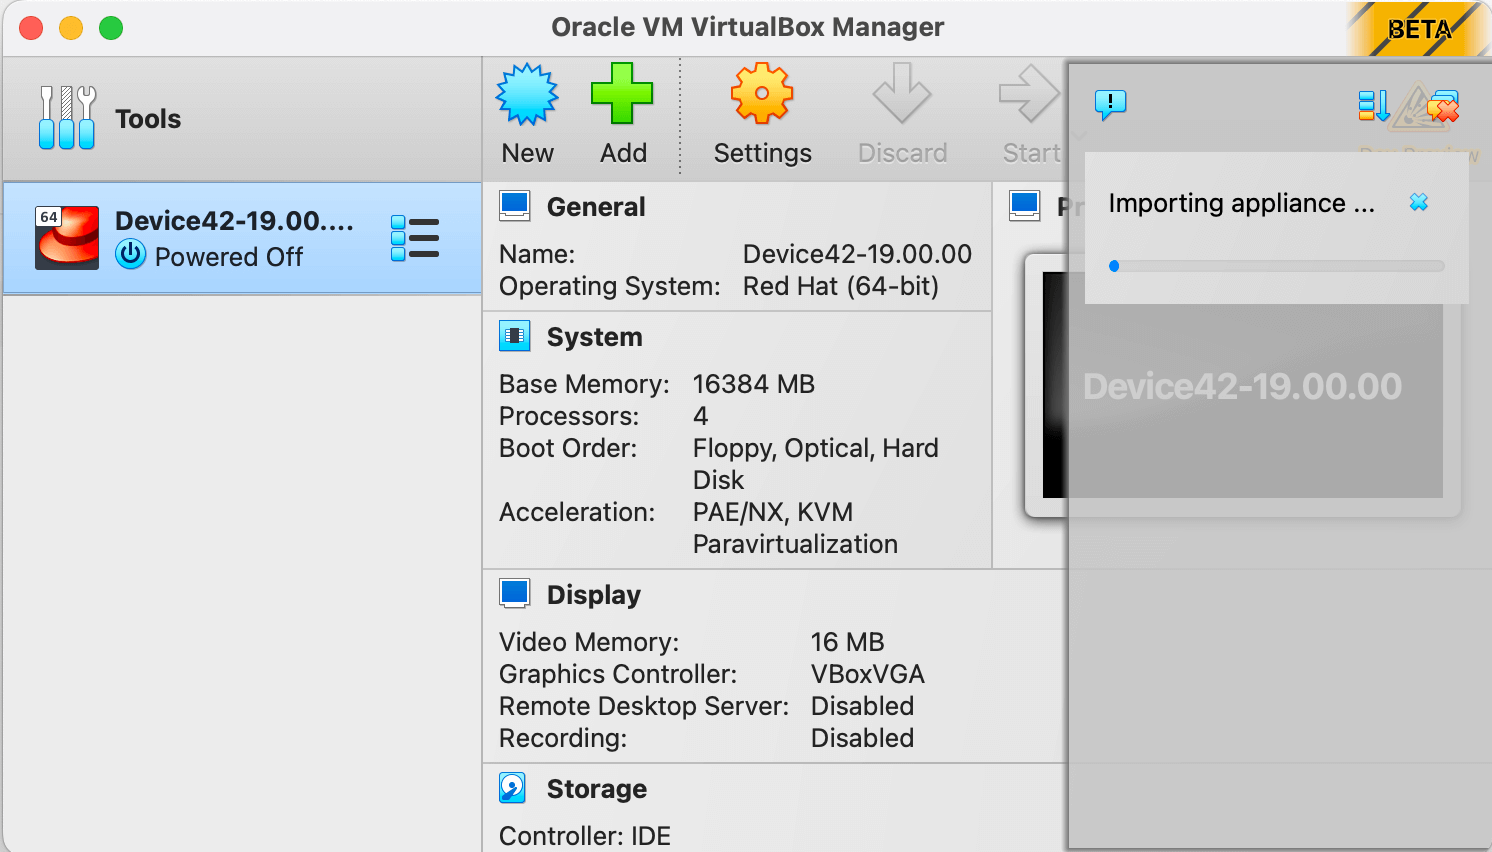 Oracle VM VirtualBox Manager
BETA
Tools
New
Add
Settings
Discard
Start
Dev Preview
64
Device42-19.00....
Powered Off
General
Name: Device42-19.00.00
Operating System: Red Hat (64-bit)
System
Base Memory: 16384 MB
Processors: 4
Boot Order: Floppy, Optical, Hard
Disk
Acceleration: PAE/NX, KVM
Paravirtualization
Display
Video Memory: 16 MB
Graphics Controller: VBoxVGA
Remote Desktop Server: Disabled
Recording: Disabled
Storage
Controller: IDE
Pr
Importing appliance ...
Device42-19.00.00